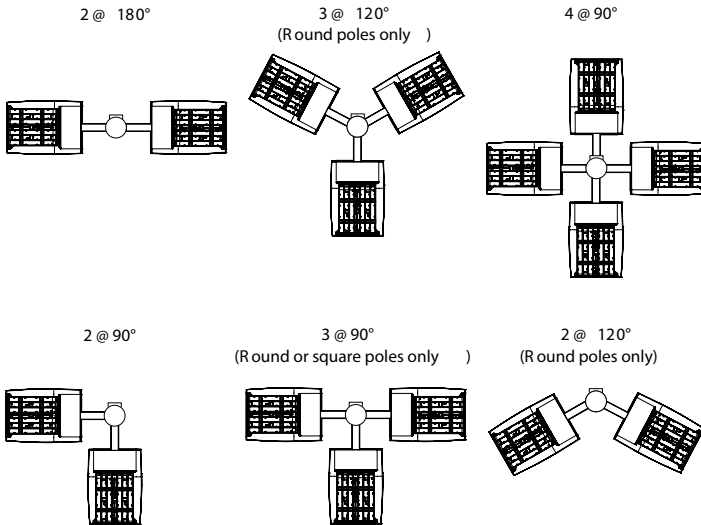 2 @ 180°
3 @ 120°
(Round poles only )
4 @ 90°
2 @ 90°
3 @ 90°
(Round or square poles only )
2 @ 120°
(Round poles only)